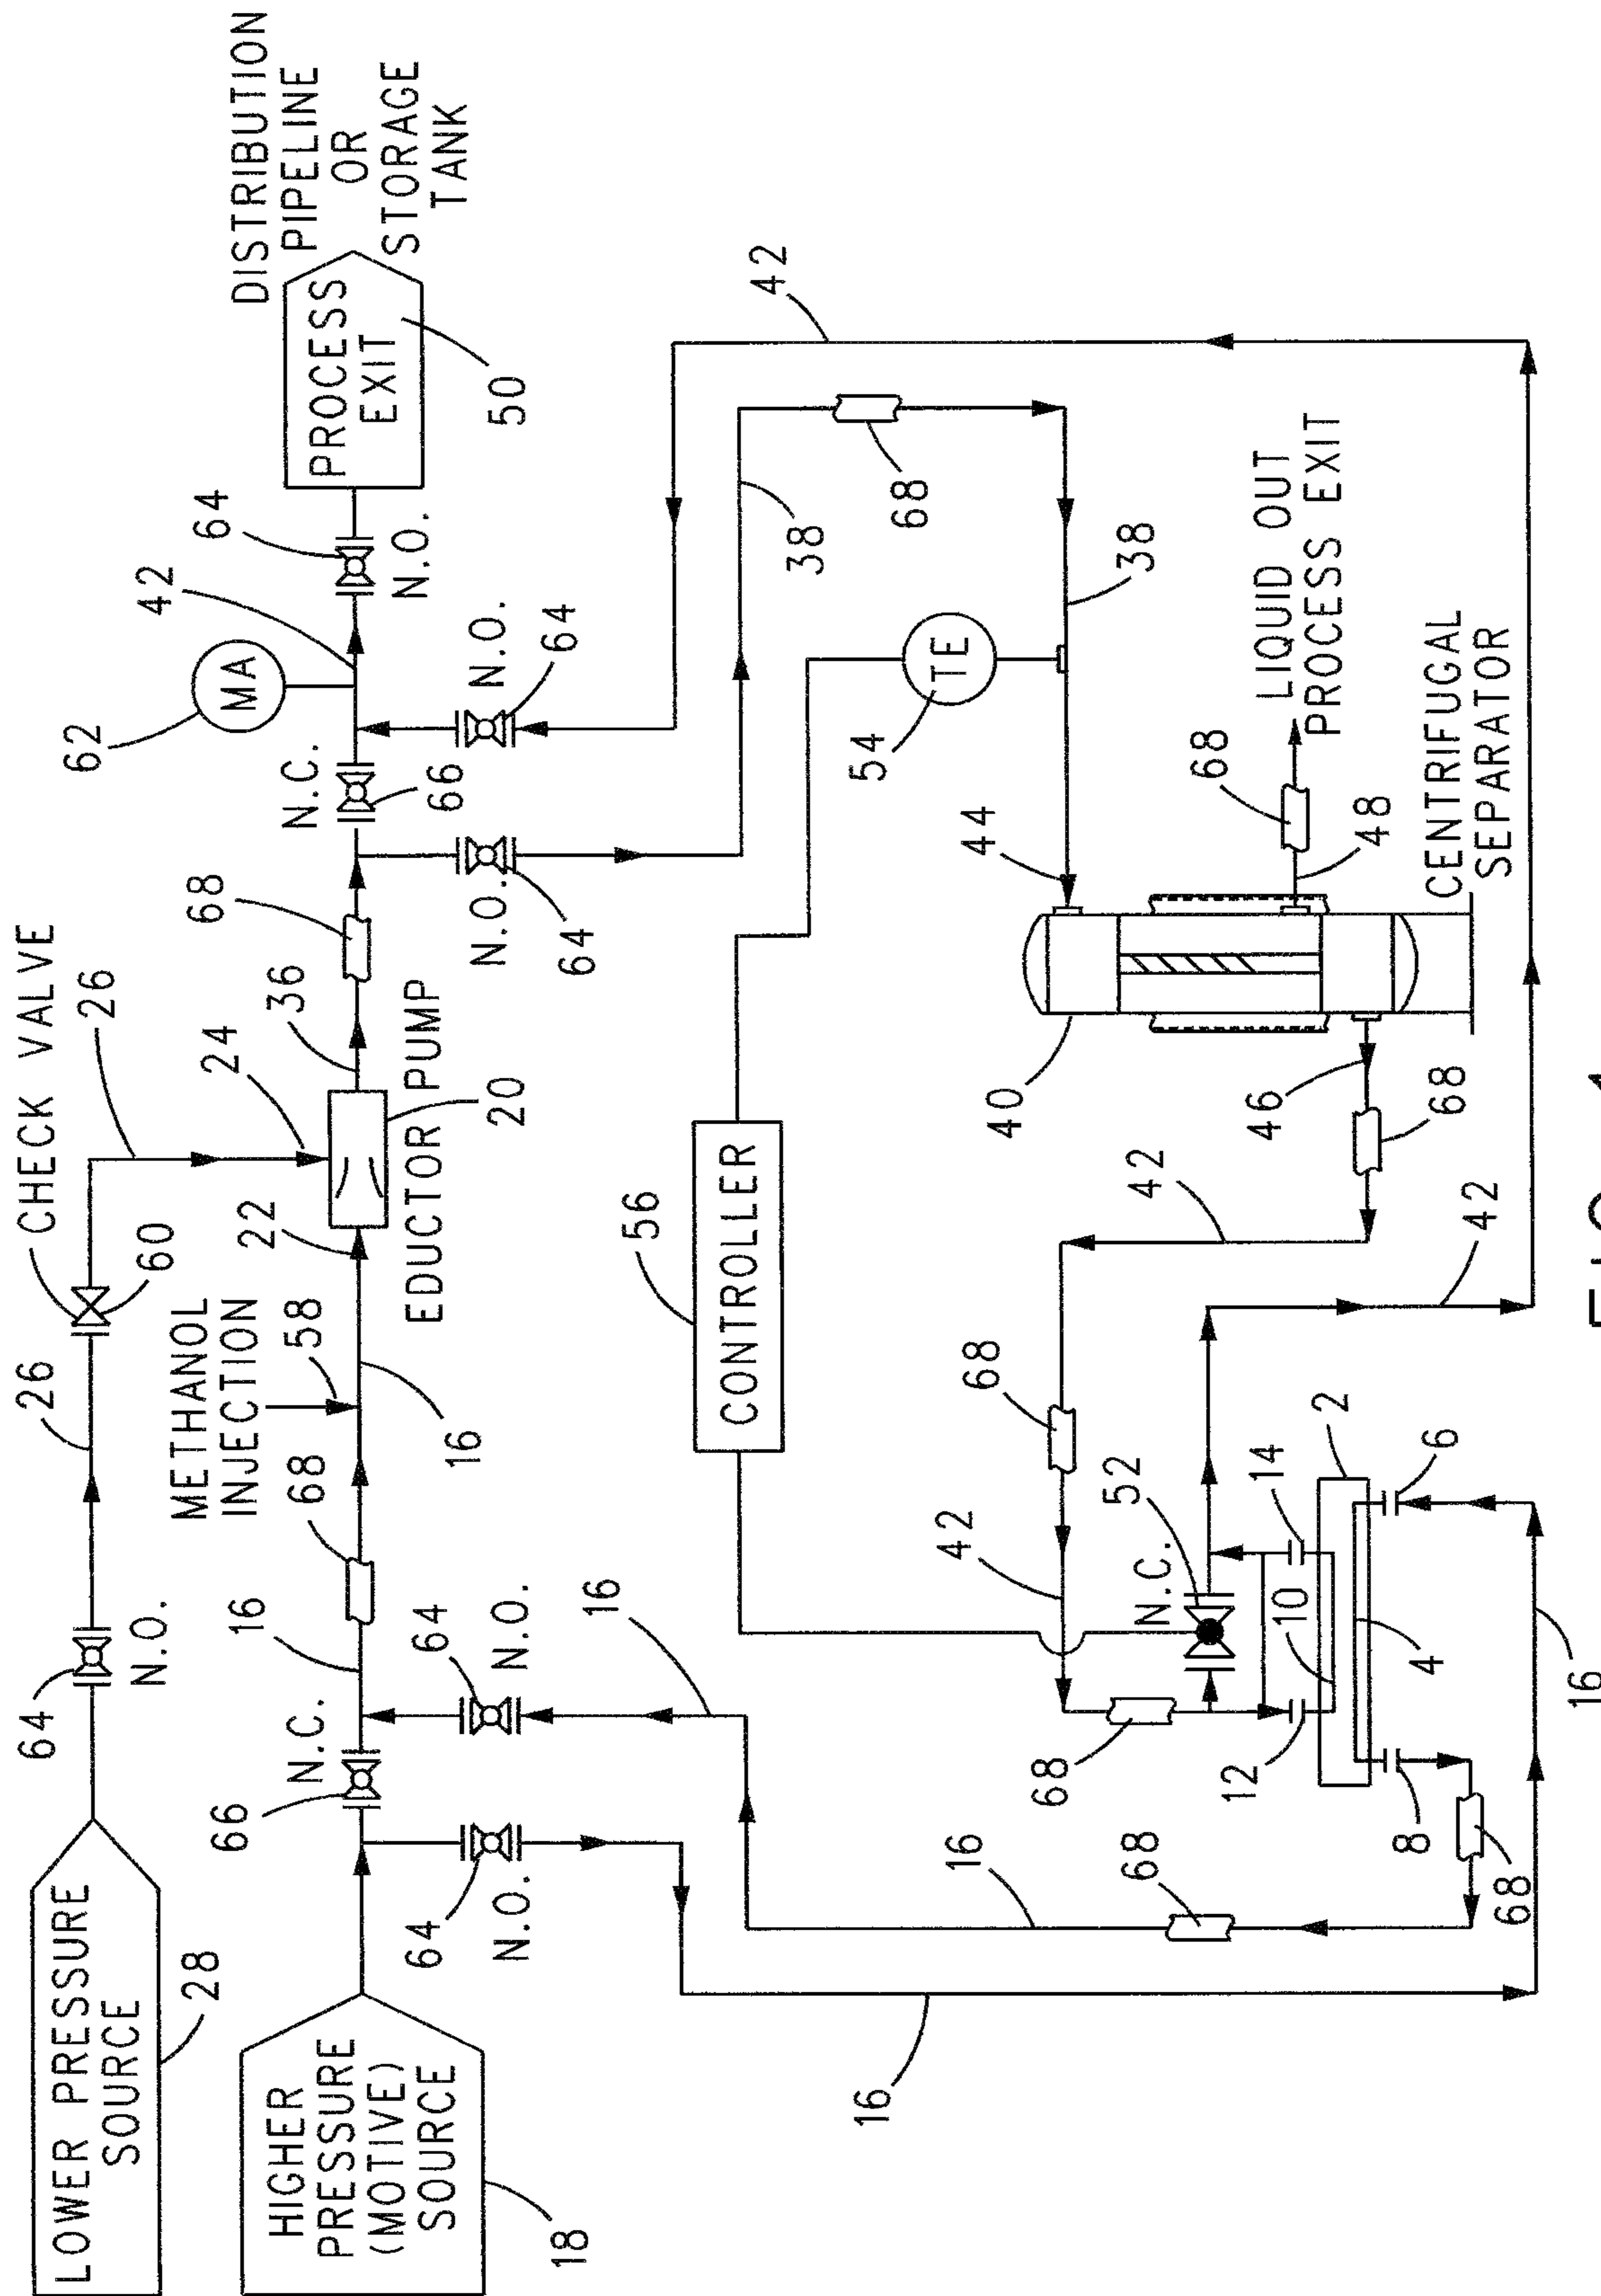 LOWER PRESSURE
SOURCE
28
64
N.O.
26
CHECK VALVE
60
26
24
HIGHER
PRESSURE
(MOTIVE)
SOURCE
18
66
N.C.
64
N.O.
16
64
N.O.
68
METHANOL
INJECTION
58
16
22
EDUCTOR PUMP
20
36
68
N.C.
66
N.O.
64
62
MA
42
N.O.
64
64
N.O.
PROCESS
EXIT
50
DISTRIBUTION
PIPELINE
OR
STORAGE
TANK
16
16
16
68
CONTROLLER
56
54
TE
38
68
38
42
42
68
42
68
N.C.
52
12
10
14
2
4
6
8
68
16
42
46
68
40
44
48
68
LIQUID OUT
PROCESS EXIT
CENTRIFUGAL
SEPARATOR